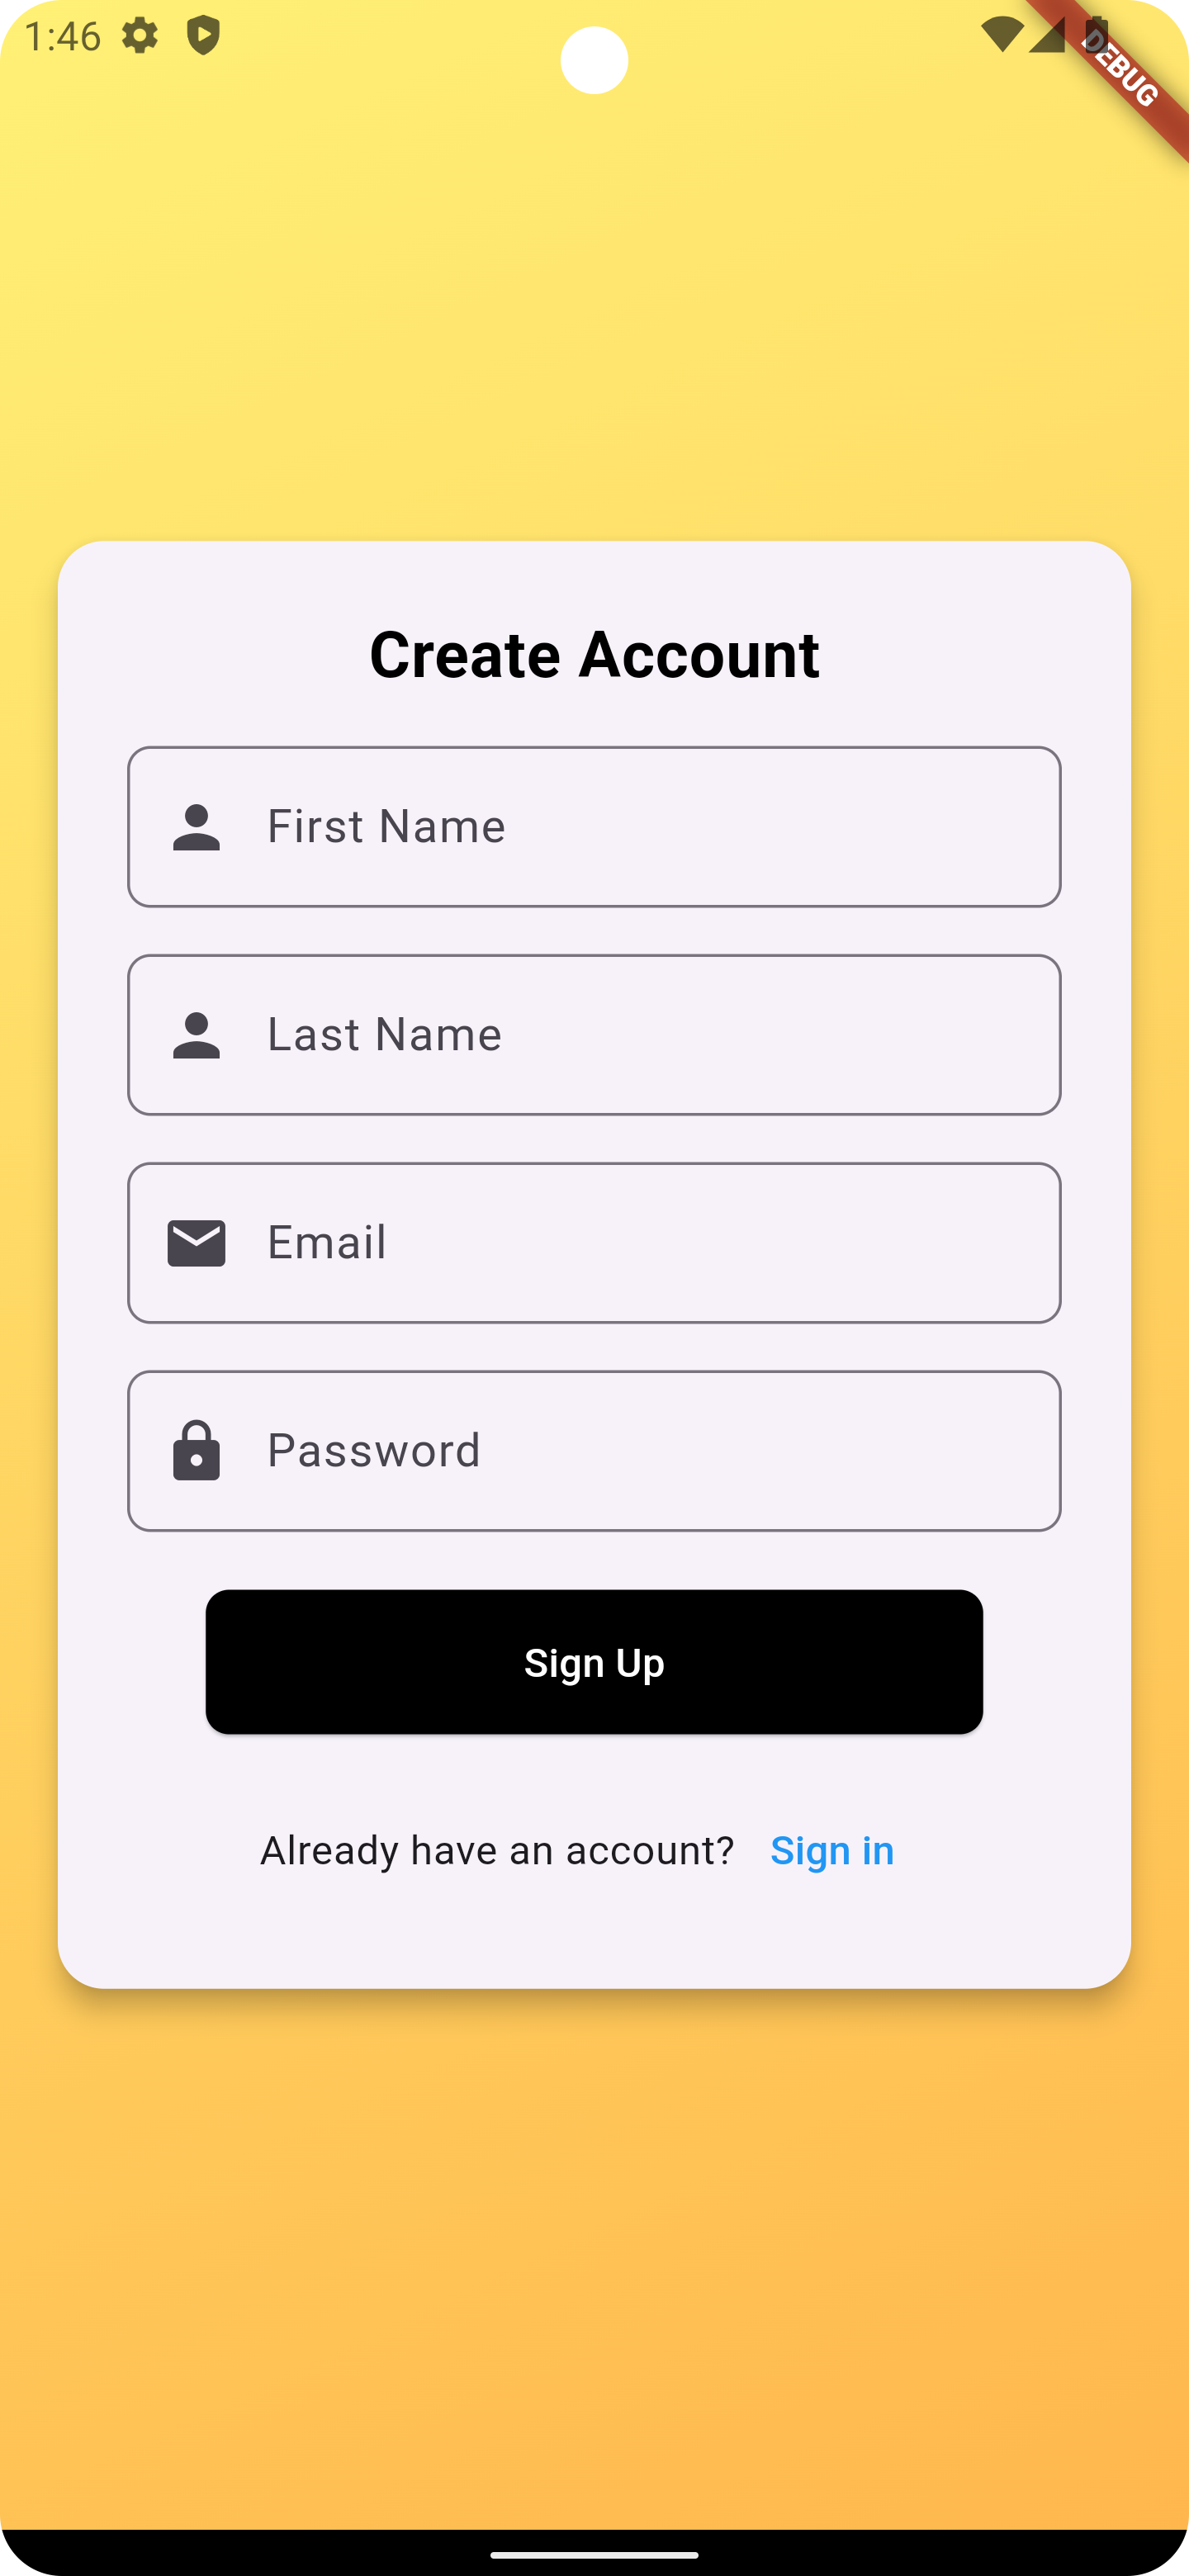 1:46
DEBUG
Create Account
First Name
Last Name
Email
Password
Sign Up
Already have an account? Sign in